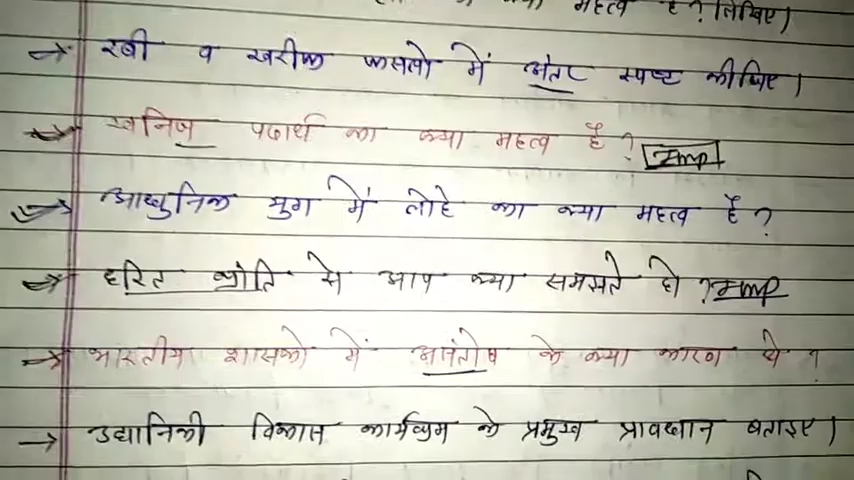 महत्व है? लिखिए।
→ रबी व खरीफ फसलो में अंतर स्पष्ट कीजिए।
→ खनिज पदार्थ का क्या महत्व है? Imp
→ आधुनिक युग में लोहे का क्या महत्व है?
→ हरित क्रांति से आप क्या समझते हो? Imp
→ भारतीय शासको में असंतोष के क्या कारण थे?
→ उद्यानिकी विकास कार्यक्रम के प्रमुख प्रावधान बताइए।